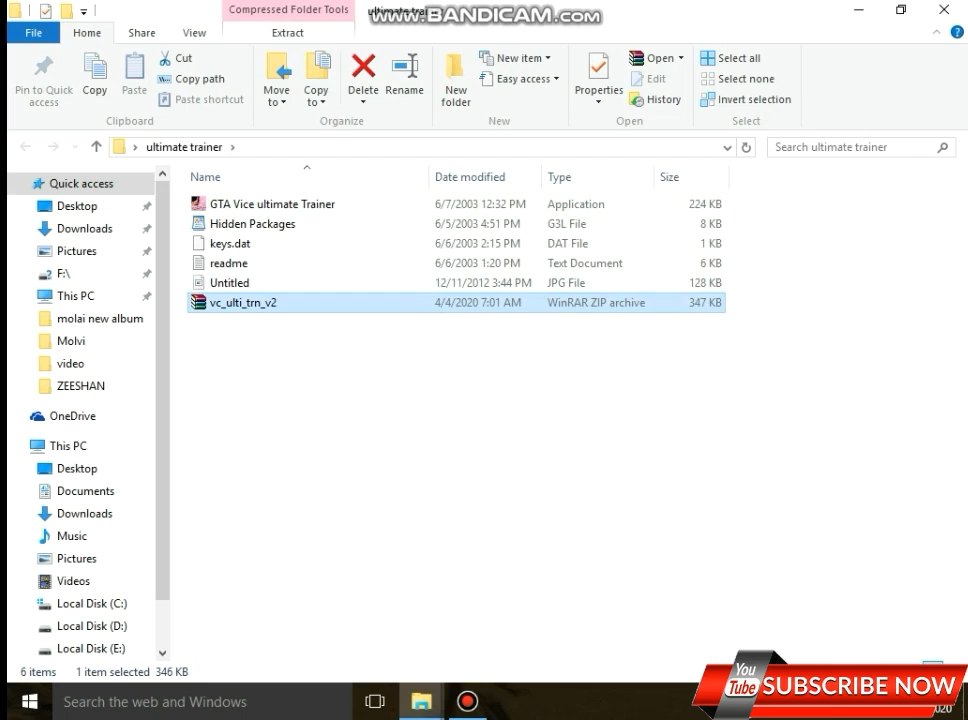 Compressed Folder Tools
ultimate trainer
WWW.BANDICAM.COM
File
Home
Share
View
Extract
Pin to Quick access
Copy
Paste
Cut
Copy path
Paste shortcut
Move to
Copy to
Delete
Rename
New folder
New item
Easy access
Properties
Open
Edit
History
Select all
Select none
Invert selection
Clipboard
Organize
New
Open
Select
ultimate trainer
Search ultimate trainer
Name
Date modified
Type
Size
GTA Vice ultimate Trainer 6/7/2003 12:32 PM Application 224 KB
Hidden Packages 6/5/2003 4:51 PM G3L File 8 KB
keys.dat 6/6/2003 2:15 PM DAT File 1 KB
readme 6/6/2003 1:20 PM Text Document 6 KB
Untitled 12/11/2012 3:44 PM JPG File 128 KB
vc_ulti_trn_v2 4/4/2020 7:01 AM WinRAR ZIP archive 347 KB
Quick access
Desktop
Downloads
Pictures
F:\
This PC
molai new album
Molvi
video
ZEESHAN
OneDrive
This PC
Desktop
Documents
Downloads
Music
Pictures
Videos
Local Disk (C:)
Local Disk (D:)
Local Disk (E:)
6 items 1 item selected 346 KB
Search the web and Windows
You Tube SUBSCRIBE NOW